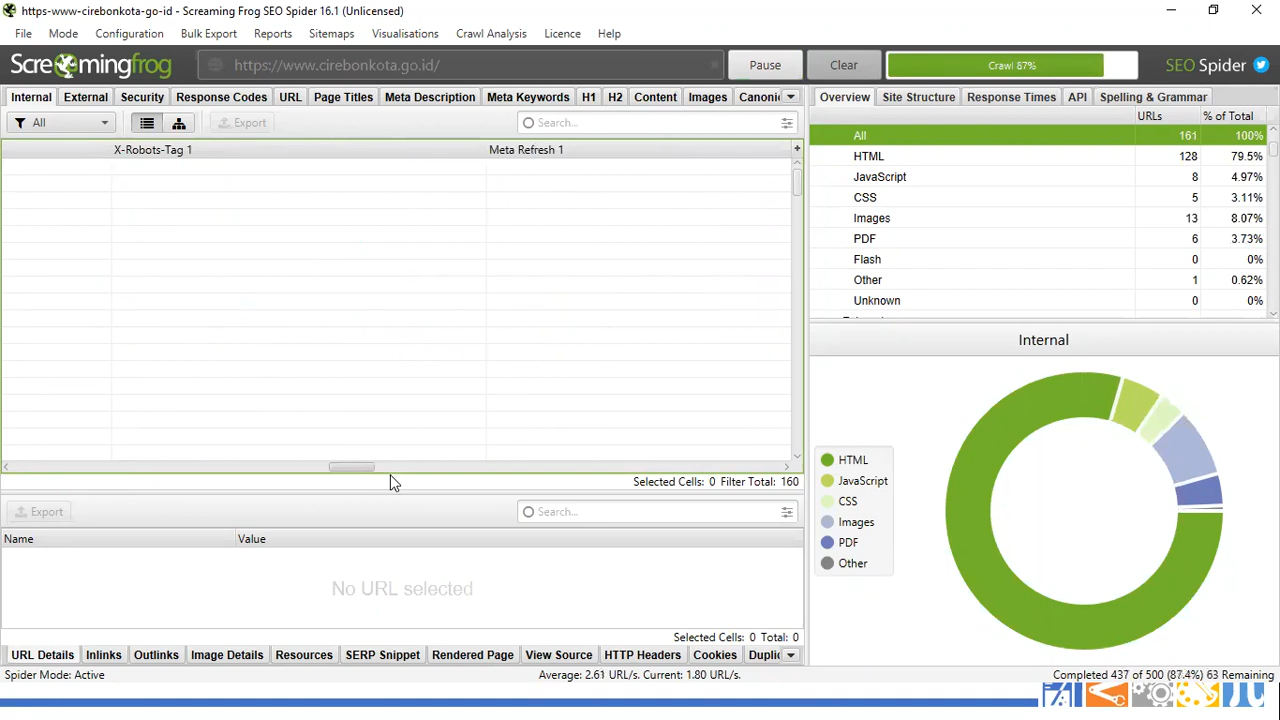 https-www-cirebonkota-go-id - Screaming Frog SEO Spider 16.1 (Unlicensed)
File Mode Configuration Bulk Export Reports Sitemaps Visualisations Crawl Analysis Licence Help
Screamingfrog https://www.cirebonkota.go.id/ Pause Clear Crawl 87% SEO Spider
Internal External Security Response Codes URL Page Titles Meta Description Meta Keywords H1 H2 Content Images Canonic
Overview Site Structure Response Times API Spelling & Grammar
All Export Search...
URLs % of Total
All 161 100%
HTML 128 79.5%
JavaScript 8 4.97%
CSS 5 3.11%
Images 13 8.07%
PDF 6 3.73%
Flash 0 0%
Other 1 0.62%
Unknown 0 0%
X-Robots-Tag 1 Meta Refresh 1
Selected Cells: 0 Filter Total: 160
Export Search...
Name Value
No URL selected
Selected Cells: 0 Total: 0
URL Details Inlinks Outlinks Image Details Resources SERP Snippet Rendered Page View Source HTTP Headers Cookies Duplic
Internal
HTML
JavaScript
CSS
Images
PDF
Other
Spider Mode: Active Average: 2.61 URL/s. Current: 1.80 URL/s. Completed 437 of 500 (87.4%) 63 Remaining